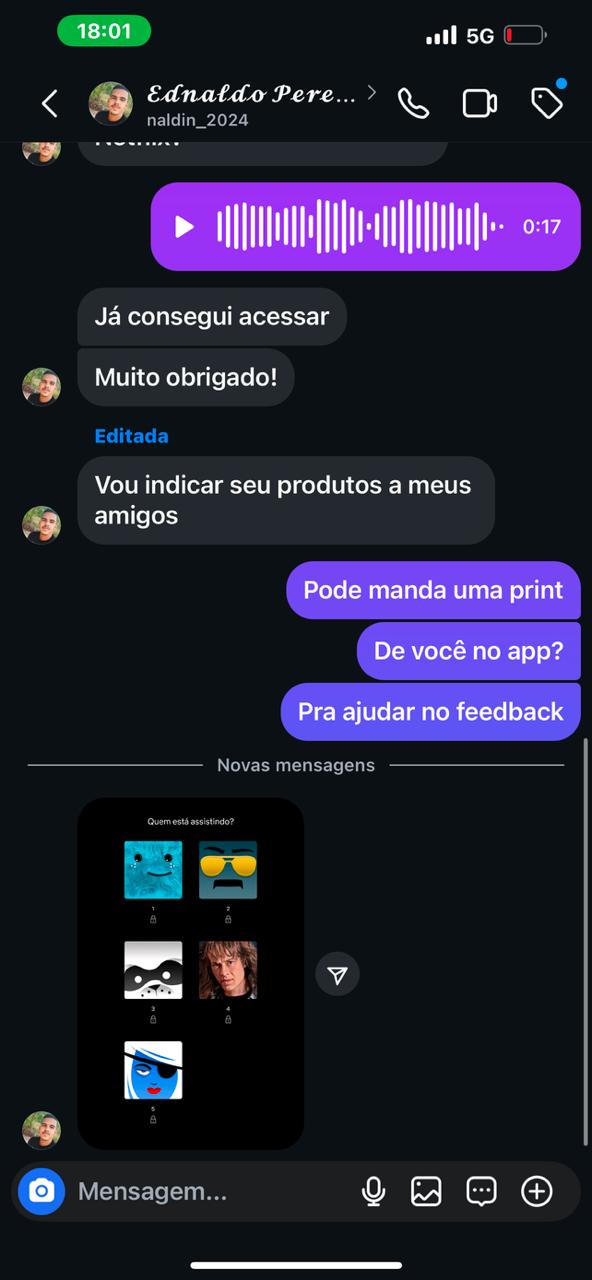 18:01
5G
Ednaldo Pere...
naldin_2024
0:17
Já consegui acessar
Muito obrigado!
Editada
Vou indicar seu produtos a meus
amigos
Pode manda uma print
De você no app?
Pra ajudar no feedback
Novas mensagens
Quem está assistindo?
1
2
3
4
5
Mensagem...